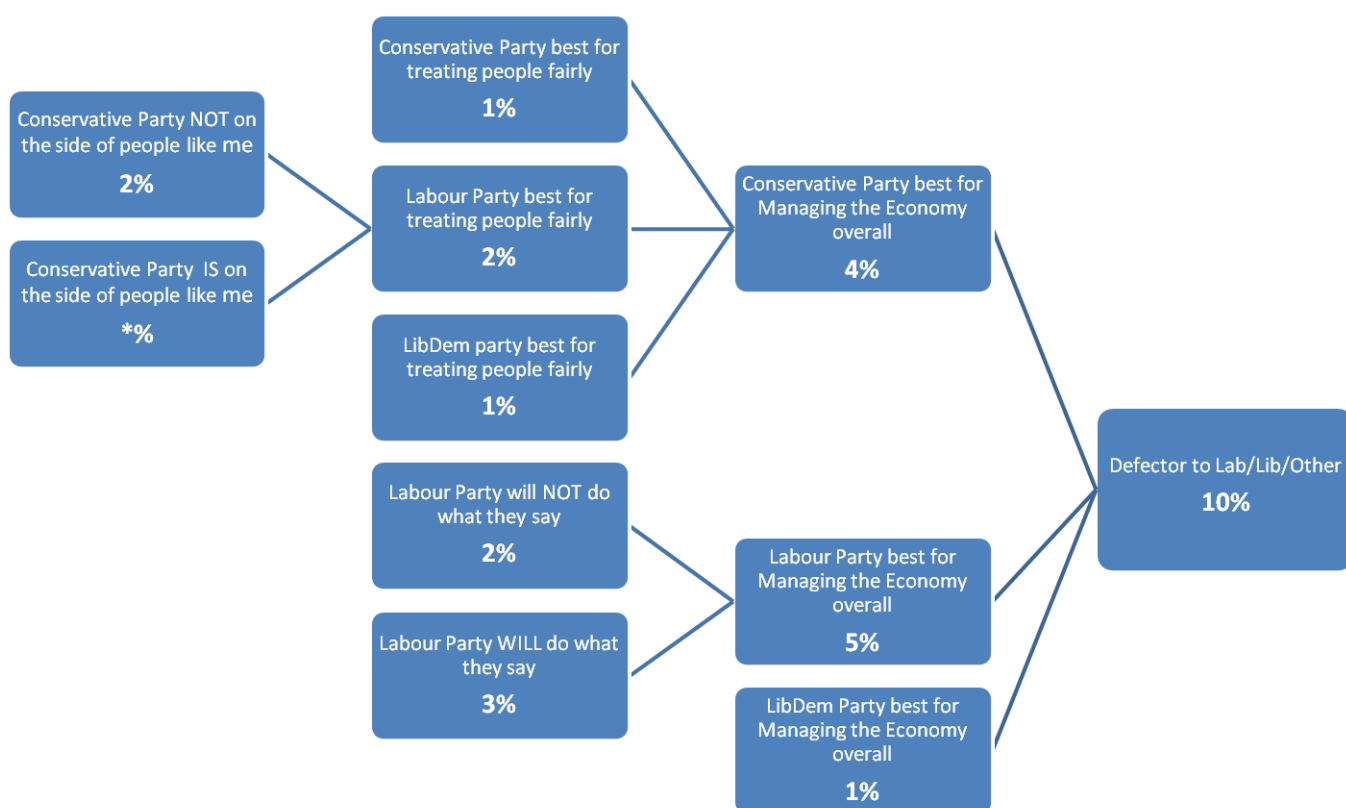 Conservative Party NOT on
the side of people like me
2%
Conservative Party  IS on
the side of people like me
*%
Conservative Party best for
treating people fairly
1%
Labour Party best for
treating people fairly
2%
LibDem party best for
treating people fairly
1%
Labour Party will NOT do
what they say
2%
Labour Party WILL do what
they say
3%
Conservative Party best for
Managing the Economy
overall
4%
Labour Party best for
Managing the Economy
overall
5%
LibDem Party best for
Managing the Economy
overall
1%
Defector to Lab/Lib/Other
10%